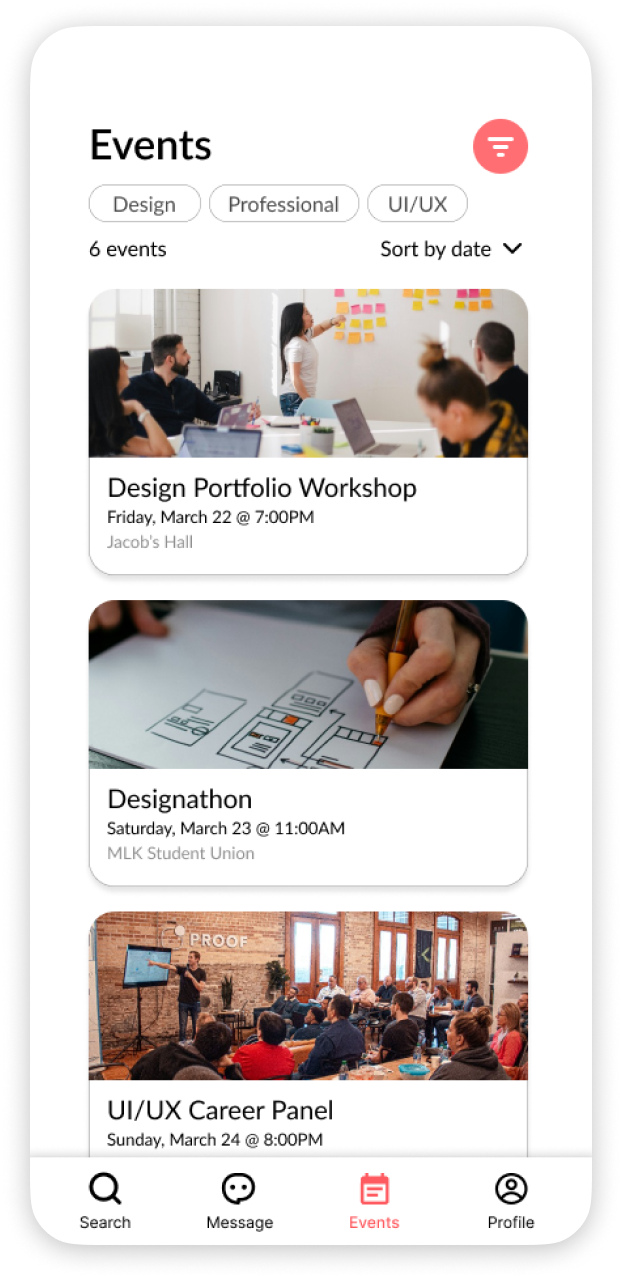 Events
Design Professional UI/UX
6 events Sort by date
Design Portfolio Workshop
Friday, March 22 @ 7:00PM
Jacob's Hall
Designathon
Saturday, March 23 @ 11:00AM
MLK Student Union
PROOF
UI/UX Career Panel
Sunday, March 24 @ 8:00PM
Search Message Events Profile